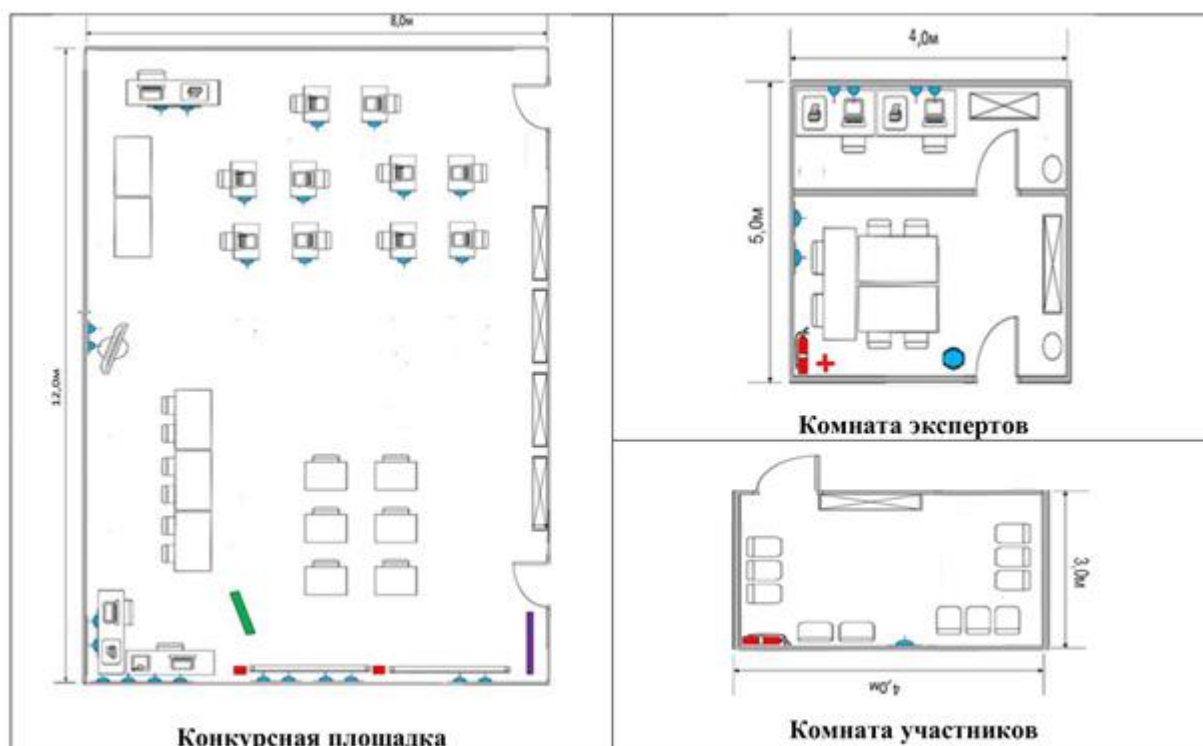 8,0м
12,0м
Конкурсная площадка
4,0м
5,0м
Комната экспертов
3,0м
4,0м
Комната участников